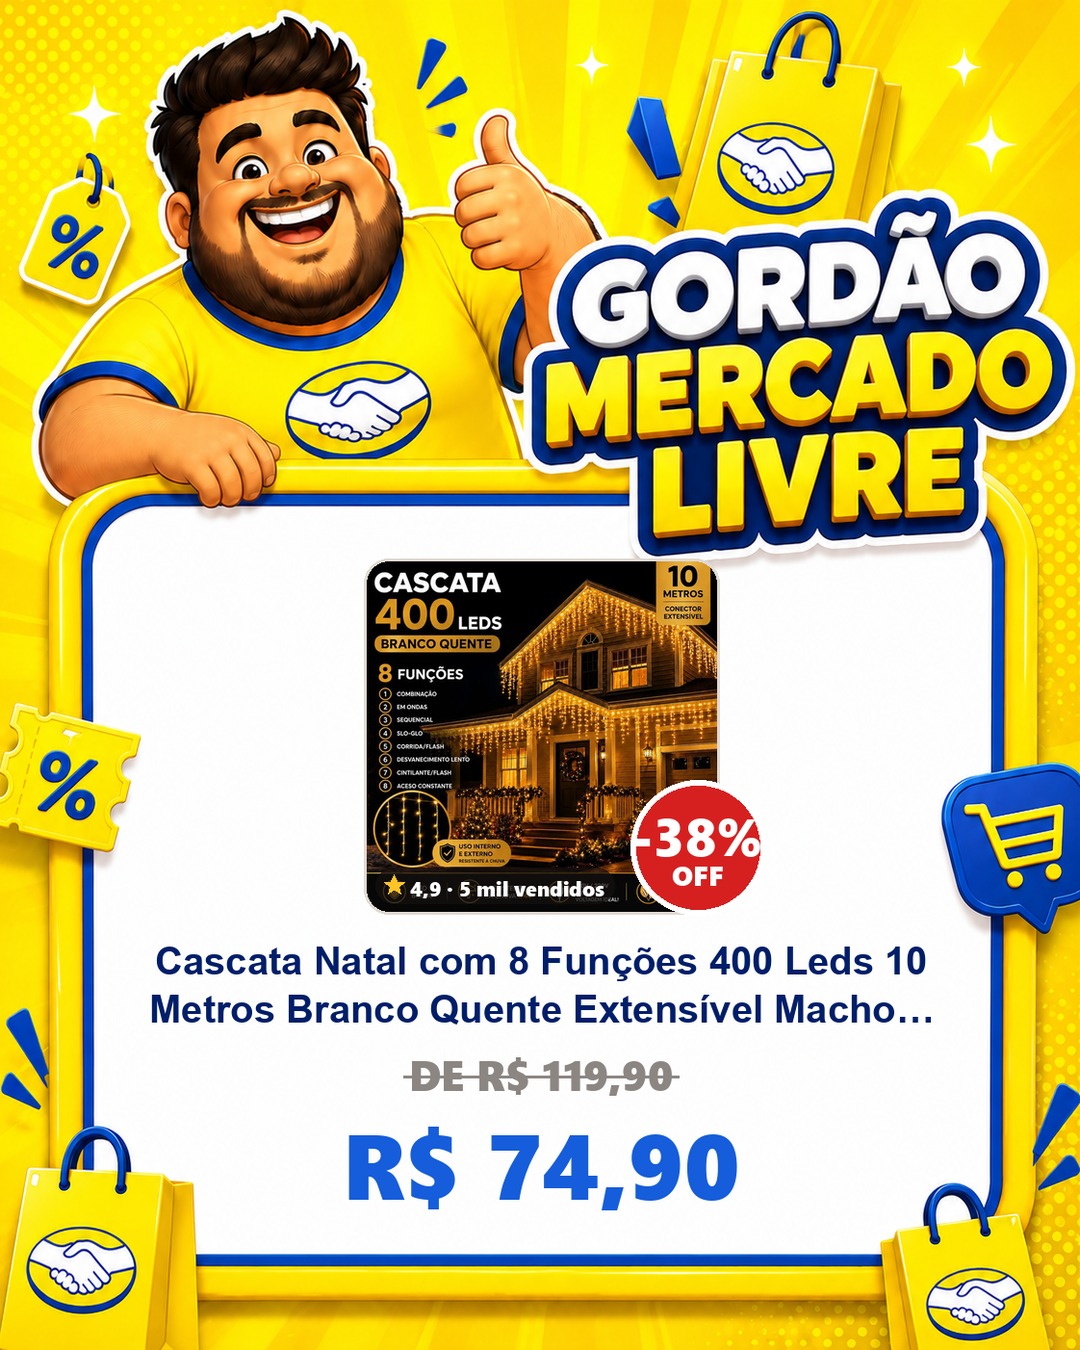 %
GORDÃO
MERCADO
LIVRE
CASCATA
400 LEDS
BRANCO QUENTE
10
METROS
CONECTOR
EXTENSÍVEL
8 FUNÇÕES
1 COMBINAÇÃO
2 EM ONDAS
3 SEQUENCIAL
4 SLO-GLO
5 CORRIDA/FLASH
6 DESVANECIMENTO LENTO
7 CINTILANTE/FLASH
8 ACESO CONSTANTE
USO INTERNO
E EXTERNO
RESISTENTE A CHUVA
%
-38%
OFF
4,9 · 5 mil vendidos
Cascata Natal com 8 Funções 400 Leds 10
Metros Branco Quente Extensível Macho...
DE R$ 119,90
R$ 74,90